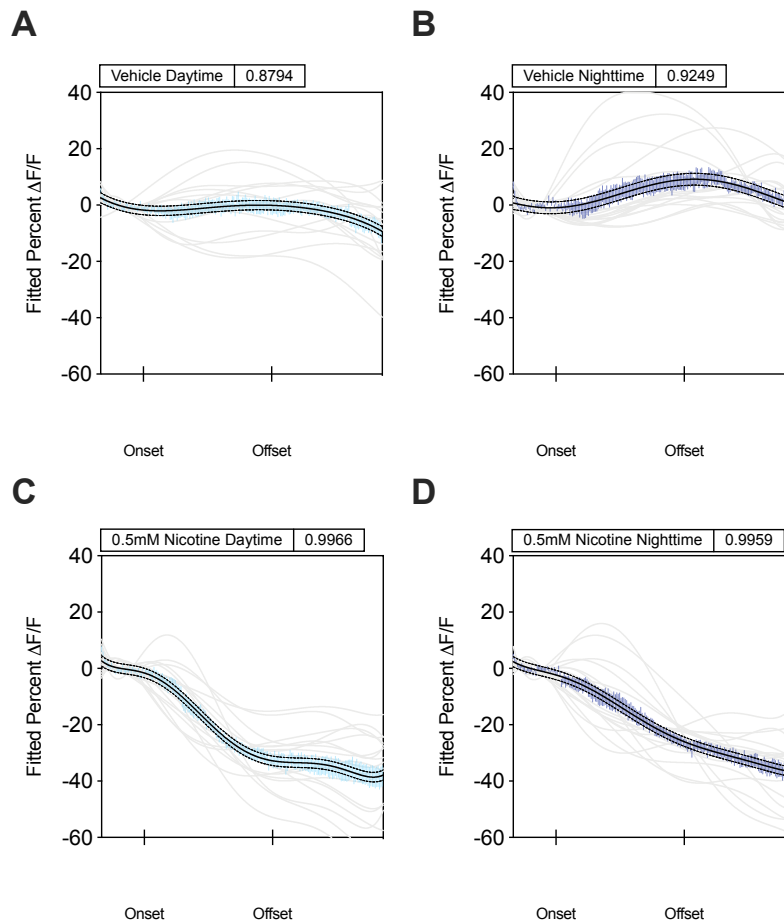 A
B
Vehicle Daytime 0.8794
Vehicle Nighttime 0.9249
40
20
0
-20
-40
-60
Fitted Percent ΔF/F
Onset
Offset
40
20
0
-20
-40
-60
Fitted Percent ΔF/F
Onset
Offset
C
D
0.5mM Nicotine Daytime 0.9966
0.5mM Nicotine Nighttime 0.9959
40
20
0
-20
-40
-60
Fitted Percent ΔF/F
Onset
Offset
40
20
0
-20
-40
-60
Fitted Percent ΔF/F
Onset
Offset